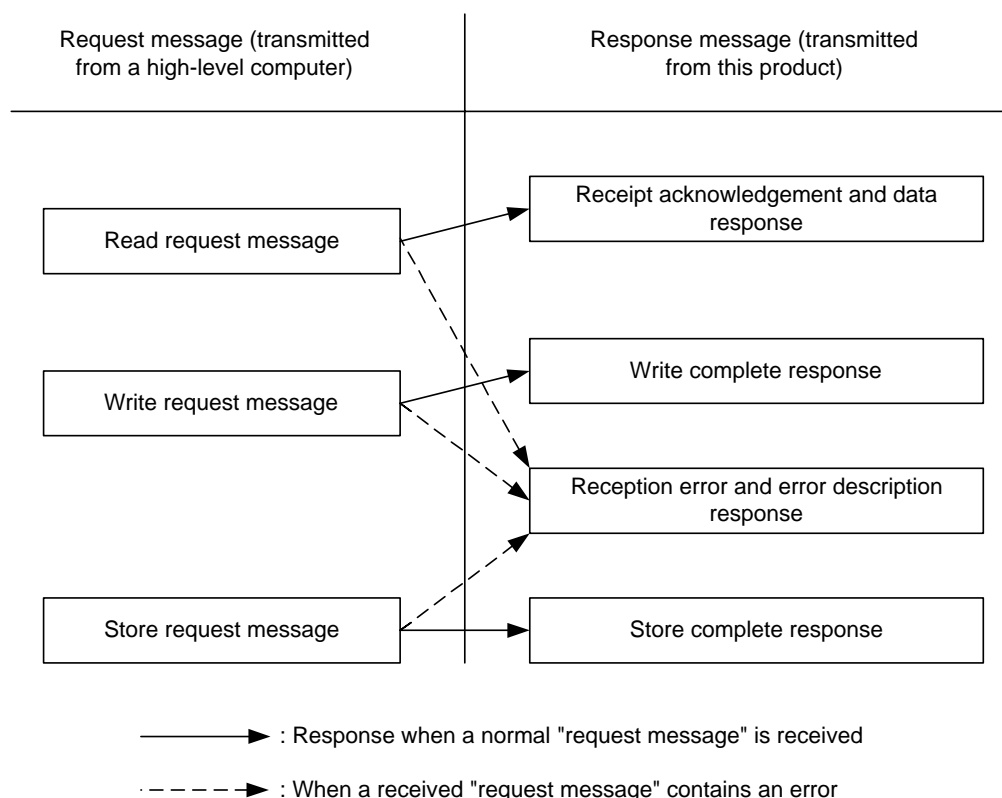 Request message (transmitted
from a high-level computer)
Response message (transmitted
from this product)
Read request message
Receipt acknowledgement and data
response
Write request message
Write complete response
Reception error and error description
response
Store request message
Store complete response
: Response when a normal "request message" is received
: When a received "request message" contains an error